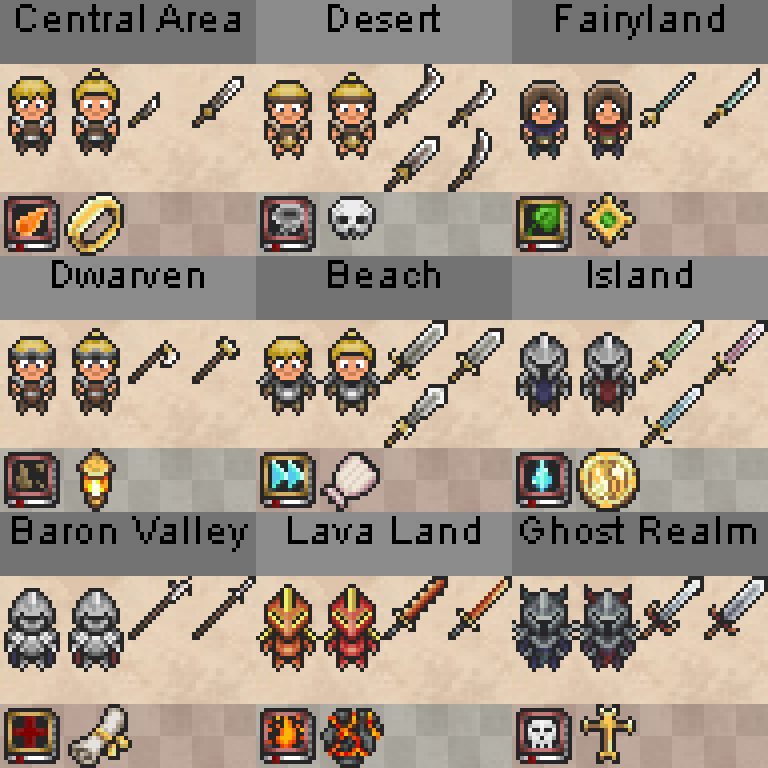 Central Area
Desert
Fairyland
Dwarven
Beach
Island
Baron Valley
Lava Land
Ghost Realm